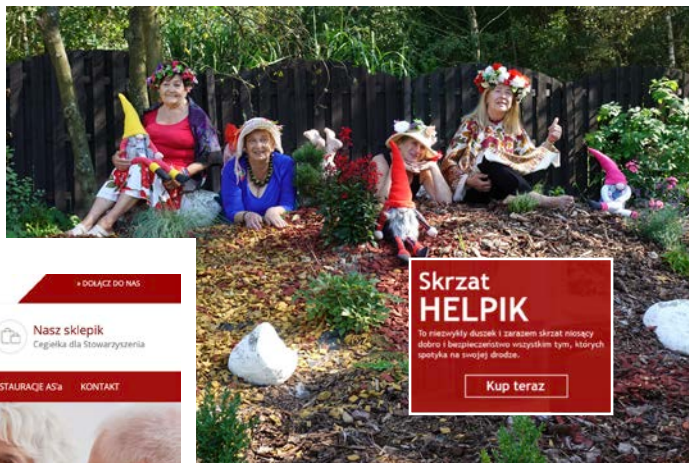 » DOŁĄCZ DO NAS
Nasz sklepik
Cegiełka dla Stowarzyszenia
STAURACJE AS'a KONTAKT
Skrzat
HELPIK
To niezwykły duszek i zarazem skrzat niosący
dobro i bezpieczeństwo wszystkim tym, których
spotyka na swojej drodze.
Kup teraz